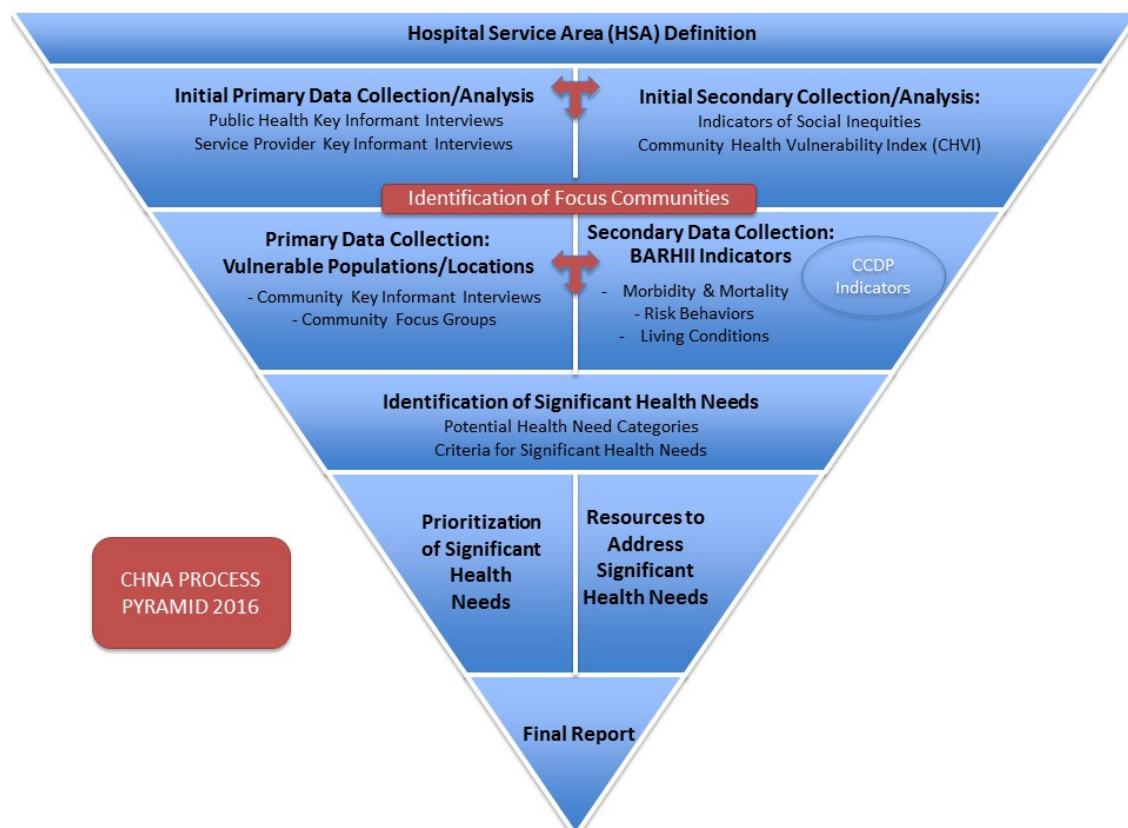 Hospital Service Area (HSA) Definition
Initial Primary Data Collection/Analysis
Public Health Key Informant Interviews
Service Provider Key Informant Interviews
Initial Secondary Collection/Analysis:
Indicators of Social Inequities
Community Health Vulnerability Index (CHVI)
Identification of Focus Communities
Primary Data Collection:
Vulnerable Populations/Locations
- Community Key Informant Interviews
- Community Focus Groups
Secondary Data Collection:
BARHII Indicators
- Morbidity & Mortality
- Risk Behaviors
- Living Conditions
CCDP
Indicators
Identification of Significant Health Needs
Potential Health Need Categories
Criteria for Significant Health Needs
Prioritization
of Significant
Health
Needs
Resources to
Address
Significant
Health Needs
CHNA PROCESS
PYRAMID 2016
Final Report